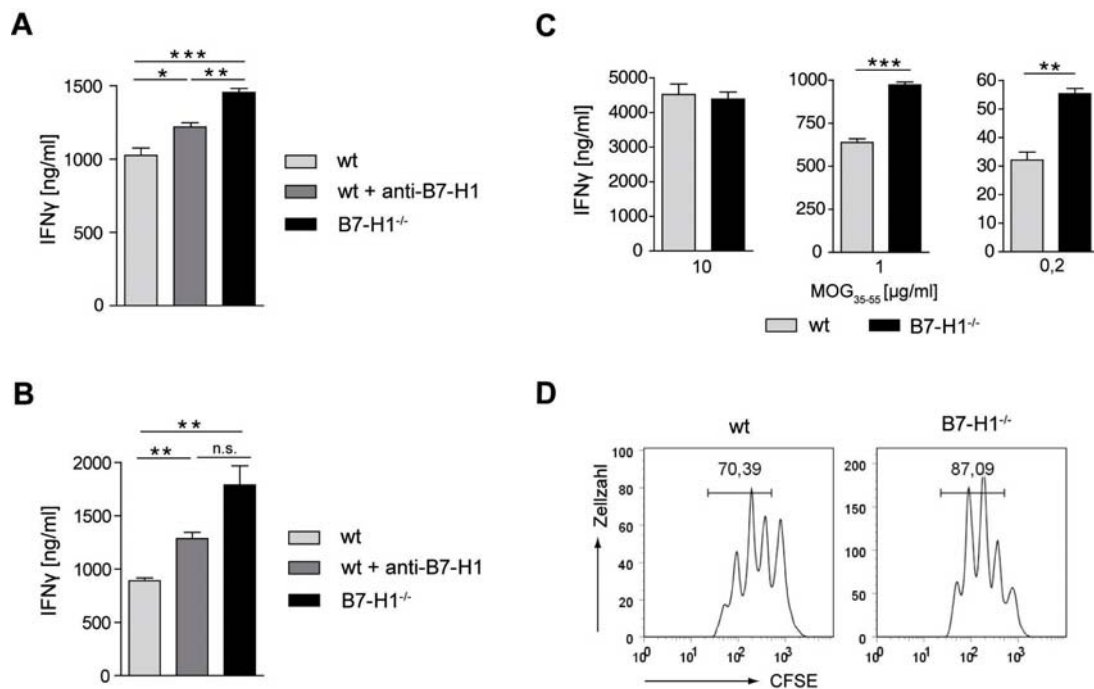 A
***
* **
1500
1000
500
0
IFNγ [ng/ml]
wt
wt + anti-B7-H1
B7-H1-/-
B
**
** n.s.
2000
1500
1000
500
0
IFNγ [ng/ml]
wt
wt + anti-B7-H1
B7-H1-/-
C
5000
4000
3000
2000
1000
0
IFNγ [ng/ml]
10
***
1000
750
500
250
0
1
**
60
50
40
30
20
10
0
0,2
MOG35-55 [µg/ml]
wt B7-H1-/-
D
wt
100
80
60
40
20
0
Zellzahl
70,39
10⁰ 10¹ 10² 10³
B7-H1-/-
200
150
100
50
0
87,09
10⁰ 10¹ 10² 10³
CFSE